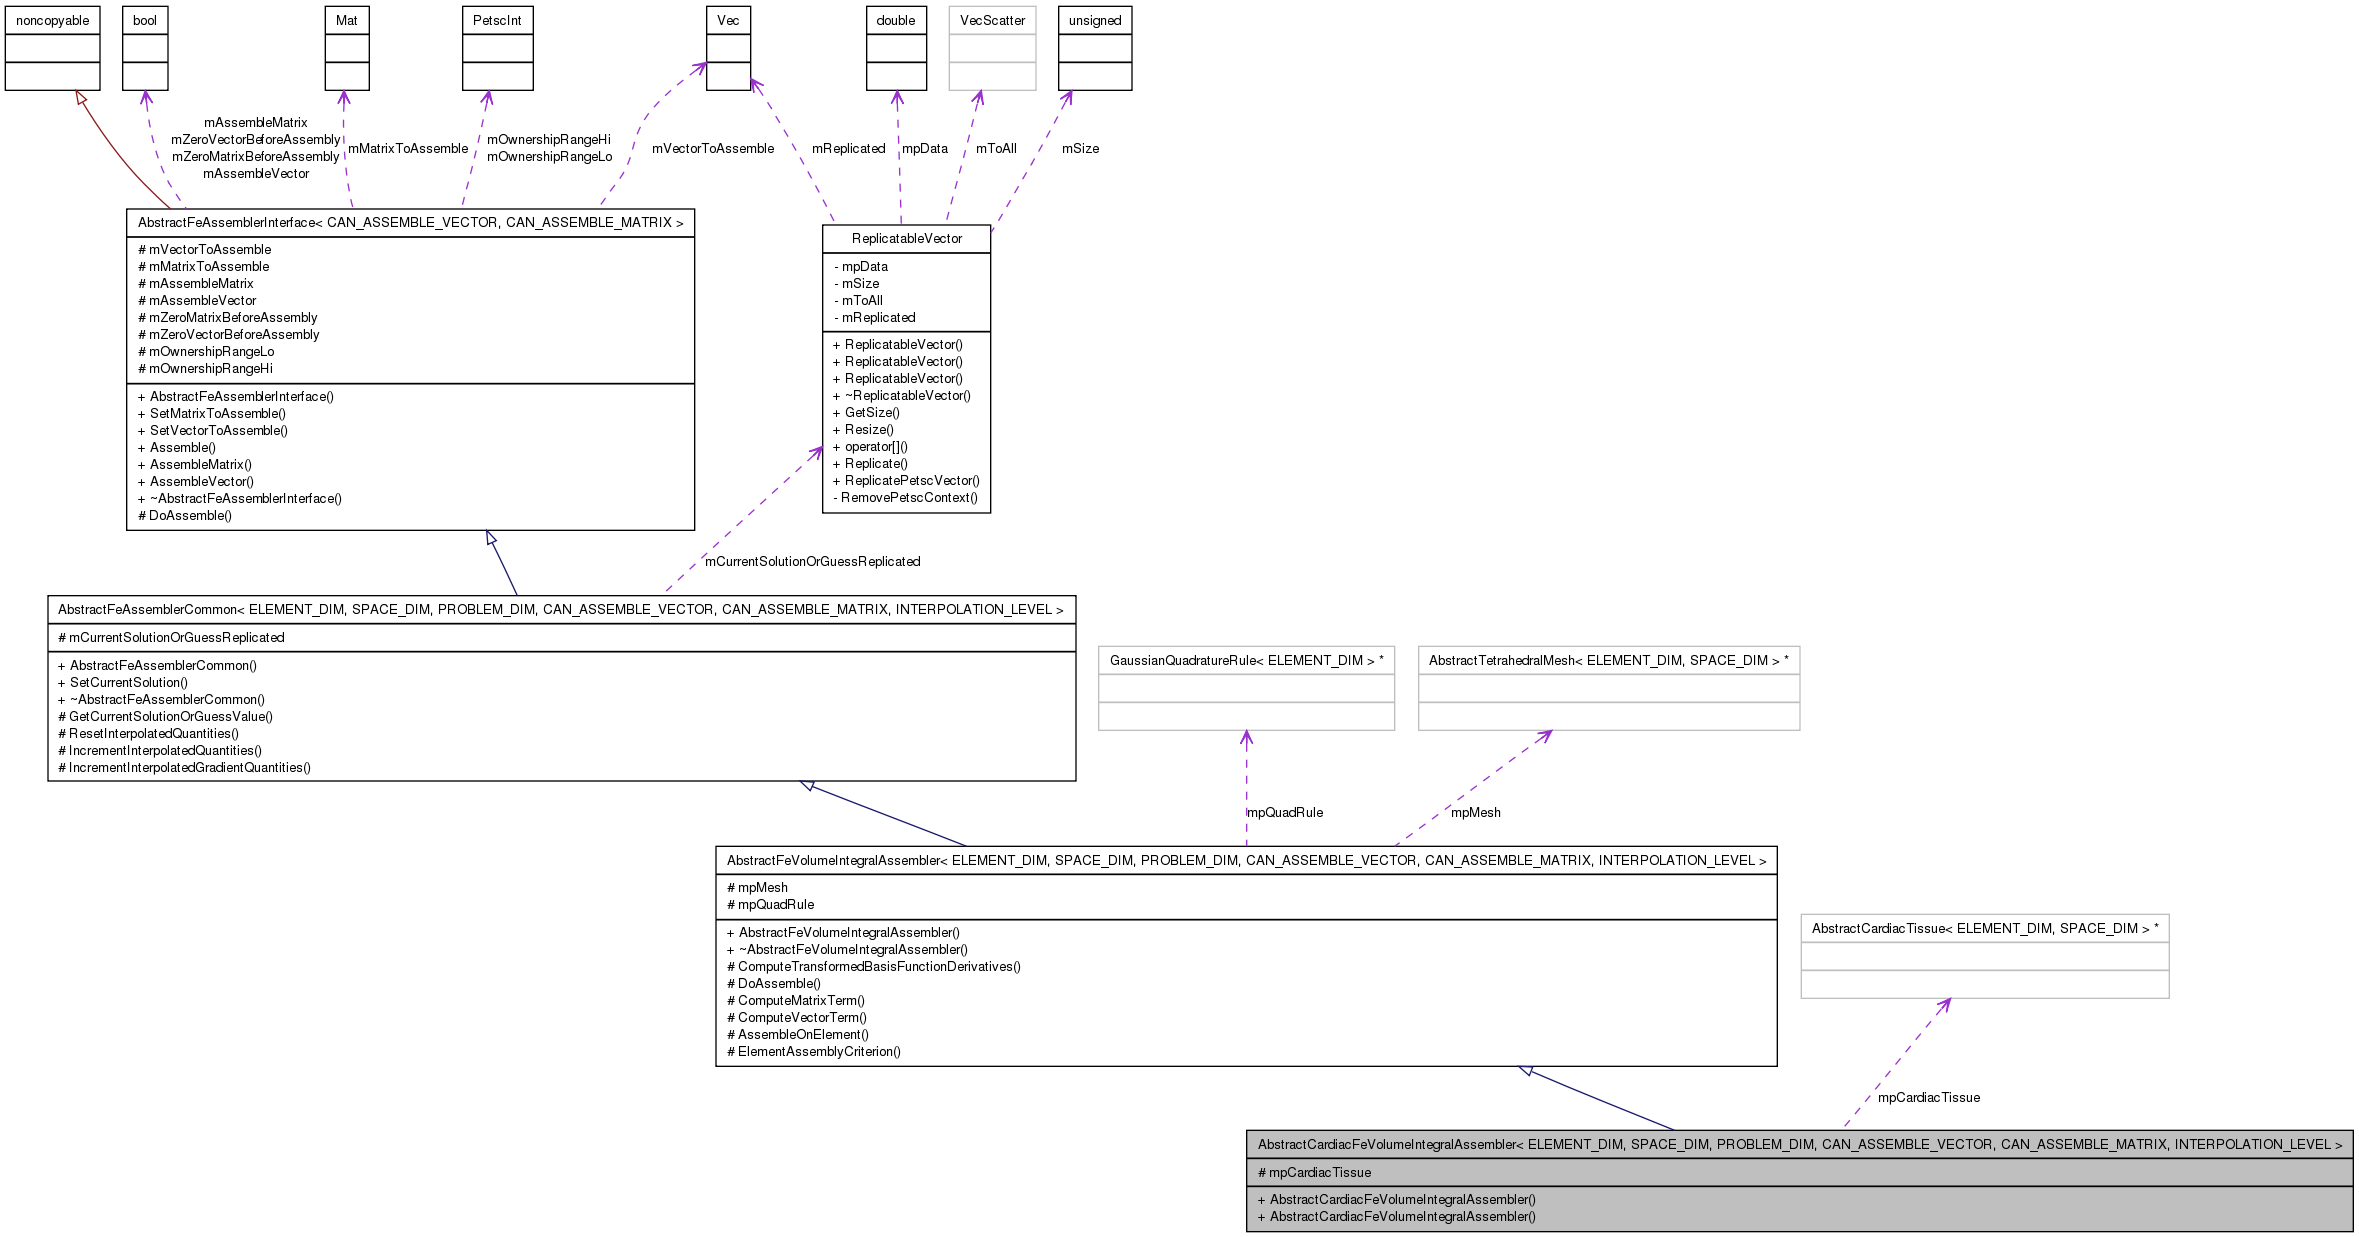 noncopyable
bool
Mat
PetscInt
Vec
double
VecScatter
unsigned
mAssembleMatrix
mZeroVectorBeforeAssembly
mZeroMatrixBeforeAssembly
mAssembleVector
mMatrixToAssemble
mOwnershipRangeHi
mOwnershipRangeLo
mVectorToAssemble
mReplicated
mpData
mToAll
mSize
AbstractFeAssemblerInterface< CAN_ASSEMBLE_VECTOR, CAN_ASSEMBLE_MATRIX >
# mVectorToAssemble
# mMatrixToAssemble
# mAssembleMatrix
# mAssembleVector
# mZeroMatrixBeforeAssembly
# mZeroVectorBeforeAssembly
# mOwnershipRangeLo
# mOwnershipRangeHi
+ AbstractFeAssemblerInterface()
+ SetMatrixToAssemble()
+ SetVectorToAssemble()
+ Assemble()
+ AssembleMatrix()
+ AssembleVector()
+ ~AbstractFeAssemblerInterface()
# DoAssemble()
ReplicatableVector
- mpData
- mSize
- mToAll
- mReplicated
+ ReplicatableVector()
+ ReplicatableVector()
+ ReplicatableVector()
+ ~ReplicatableVector()
+ GetSize()
+ Resize()
+ operator[]()
+ Replicate()
+ ReplicatePetscVector()
- RemovePetscContext()
mCurrentSolutionOrGuessReplicated
AbstractFeAssemblerCommon< ELEMENT_DIM, SPACE_DIM, PROBLEM_DIM, CAN_ASSEMBLE_VECTOR, CAN_ASSEMBLE_MATRIX, INTERPOLATION_LEVEL >
# mCurrentSolutionOrGuessReplicated
+ AbstractFeAssemblerCommon()
+ SetCurrentSolution()
+ ~AbstractFeAssemblerCommon()
# GetCurrentSolutionOrGuessValue()
# ResetInterpolatedQuantities()
# IncrementInterpolatedQuantities()
# IncrementInterpolatedGradientQuantities()
GaussianQuadratureRule< ELEMENT_DIM > *
AbstractTetrahedralMesh< ELEMENT_DIM, SPACE_DIM > *
mpQuadRule
mpMesh
AbstractFeVolumeIntegralAssembler< ELEMENT_DIM, SPACE_DIM, PROBLEM_DIM, CAN_ASSEMBLE_VECTOR, CAN_ASSEMBLE_MATRIX, INTERPOLATION_LEVEL >
# mpMesh
# mpQuadRule
+ AbstractFeVolumeIntegralAssembler()
+ ~AbstractFeVolumeIntegralAssembler()
# ComputeTransformedBasisFunctionDerivatives()
# DoAssemble()
# ComputeMatrixTerm()
# ComputeVectorTerm()
# AssembleOnElement()
# ElementAssemblyCriterion()
AbstractCardiacTissue< ELEMENT_DIM, SPACE_DIM > *
mpCardiacTissue
AbstractCardiacFeVolumeIntegralAssembler< ELEMENT_DIM, SPACE_DIM, PROBLEM_DIM, CAN_ASSEMBLE_VECTOR, CAN_ASSEMBLE_MATRIX, INTERPOLATION_LEVEL >
# mpCardiacTissue
+ AbstractCardiacFeVolumeIntegralAssembler()
+ AbstractCardiacFeVolumeIntegralAssembler()